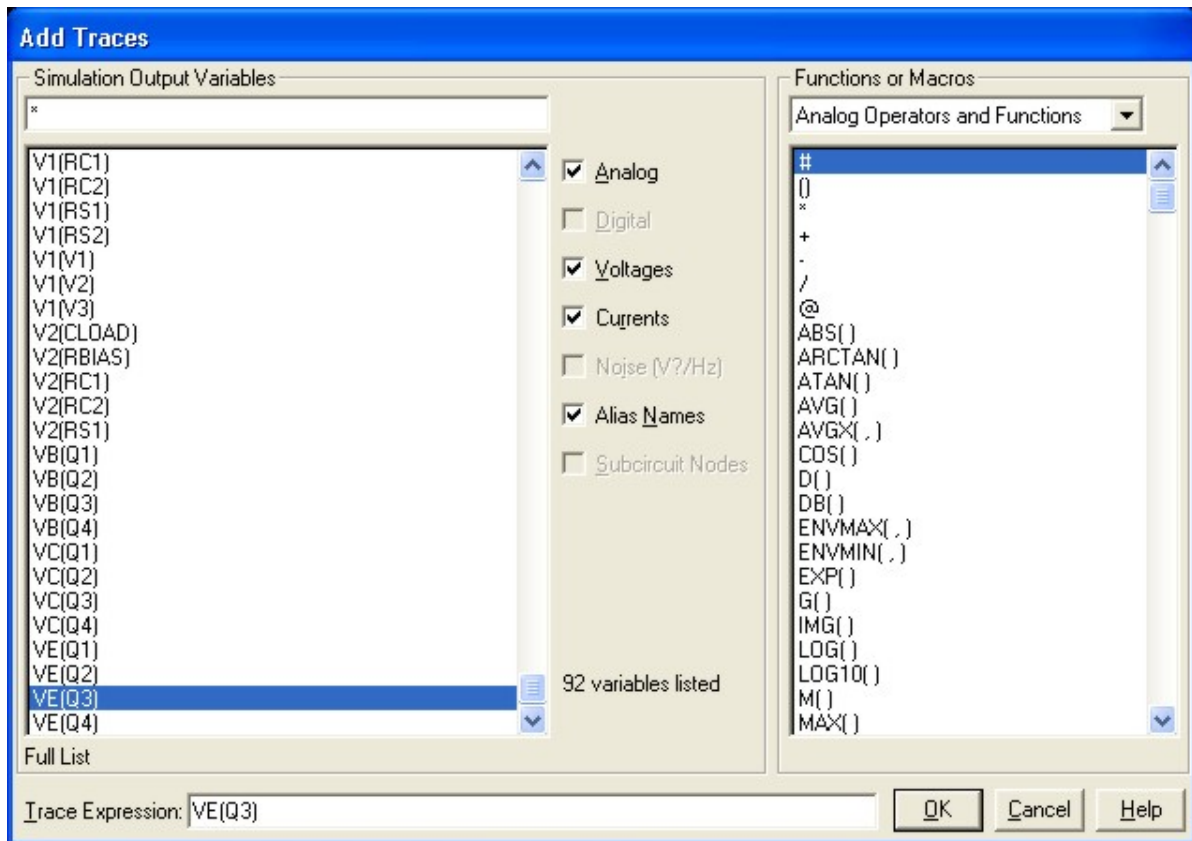 Add Traces
Simulation Output Variables
*
V1(RC1)
V1(RC2)
V1(RS1)
V1(RS2)
V1(V1)
V1(V2)
V1(V3)
V2(CLOAD)
V2(RBIAS)
V2(RC1)
V2(RC2)
V2(RS1)
VB(Q1)
VB(Q2)
VB(Q3)
VB(Q4)
VC(Q1)
VC(Q2)
VC(Q3)
VC(Q4)
VE(Q1)
VE(Q2)
VE(Q3)
VE(Q4)
Full List
Analog
Digital
Voltages
Currents
Noise (V?/Hz)
Alias Names
Subcircuit Nodes
92 variables listed
Functions or Macros
Analog Operators and Functions
#
()
*
+
-
/
@
ABS()
ARCTAN()
ATAN()
AVG()
AVGX( , )
COS()
D()
DB()
ENVMAX( , )
ENVMIN( , )
EXP()
G()
IMG()
LOG()
LOG10()
M()
MAX()
Trace Expression: VE(Q3)
OK
Cancel
Help